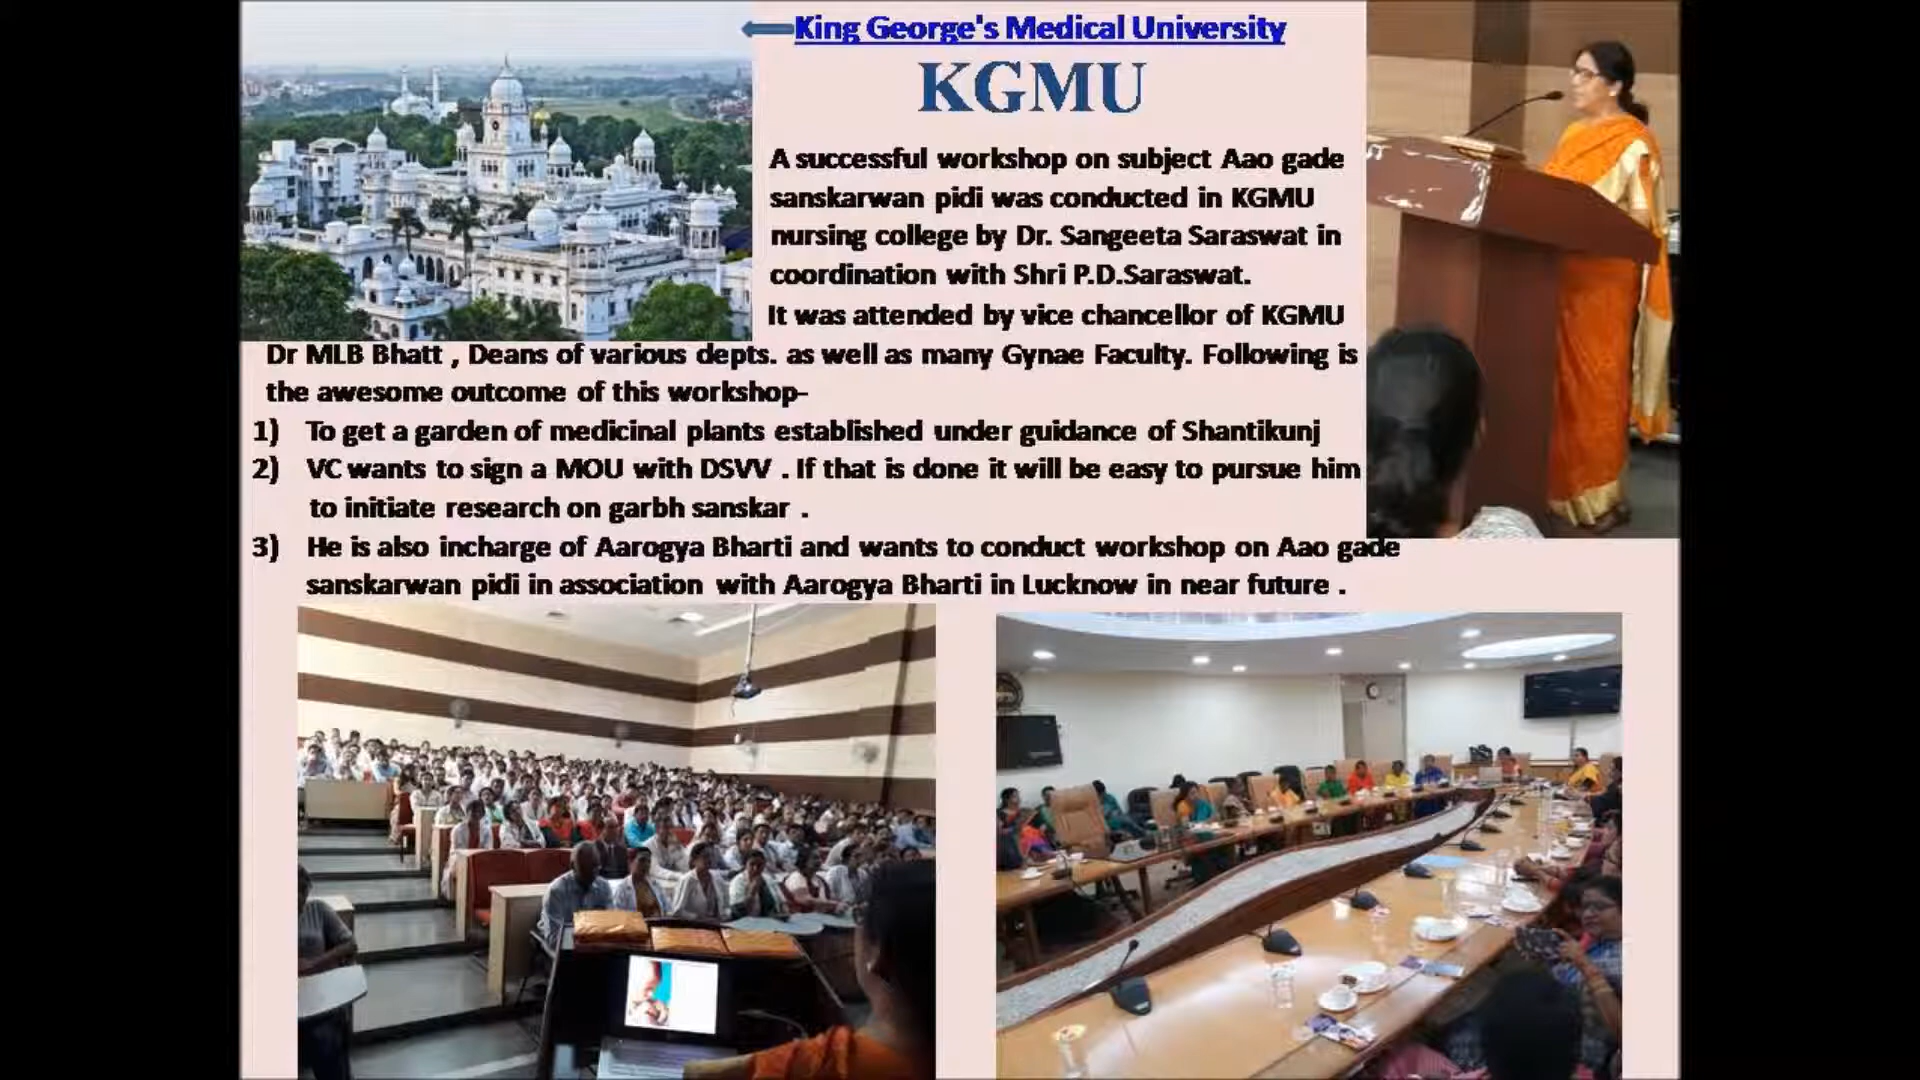 King George's Medical University
KGMU
A successful workshop on subject Aao gade
sanskarwan pidi was conducted in KGMU
nursing college by Dr. Sangeeta Saraswat in
coordination with Shri P.D.Saraswat.
It was attended by vice chancellor of KGMU
Dr MLB Bhatt , Deans of various depts. as well as many Gynae Faculty. Following is
the awesome outcome of this workshop-
1) To get a garden of medicinal plants established under guidance of Shantikunj
2) VC wants to sign a MOU with DSVV . If that is done it will be easy to pursue him
to initiate research on garbh sanskar .
3) He is also incharge of Aarogya Bharti and wants to conduct workshop on Aao gade
sanskarwan pidi in association with Aarogya Bharti in Lucknow in near future .